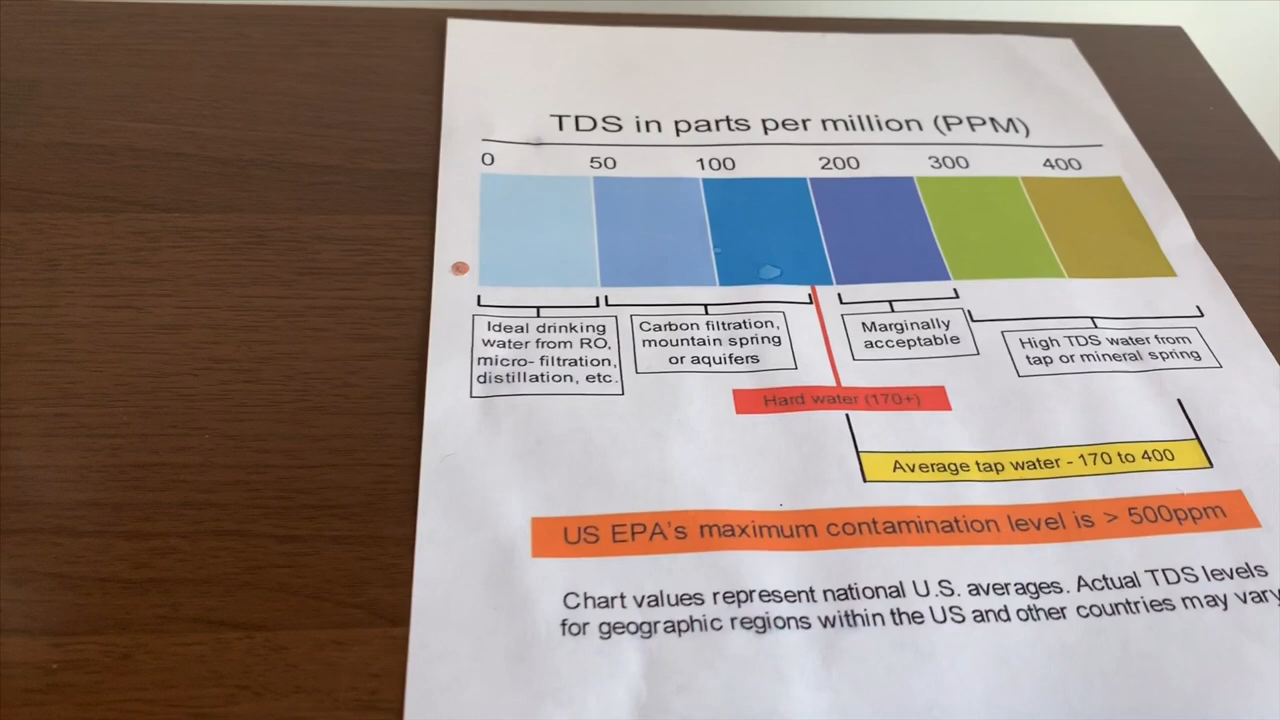 TDS in parts per million (PPM)
0 50 100 200 300 400
Ideal drinking
water from RO,
micro- filtration,
distillation, etc.
Carbon filtration,
mountain spring
or aquifers
Marginally
acceptable
High TDS water from
tap or mineral spring
Hard water (170+)
Average tap water - 170 to 400
US EPA's maximum contamination level is > 500ppm
Chart values represent national U.S. averages. Actual TDS levels
for geographic regions within the US and other countries may vary